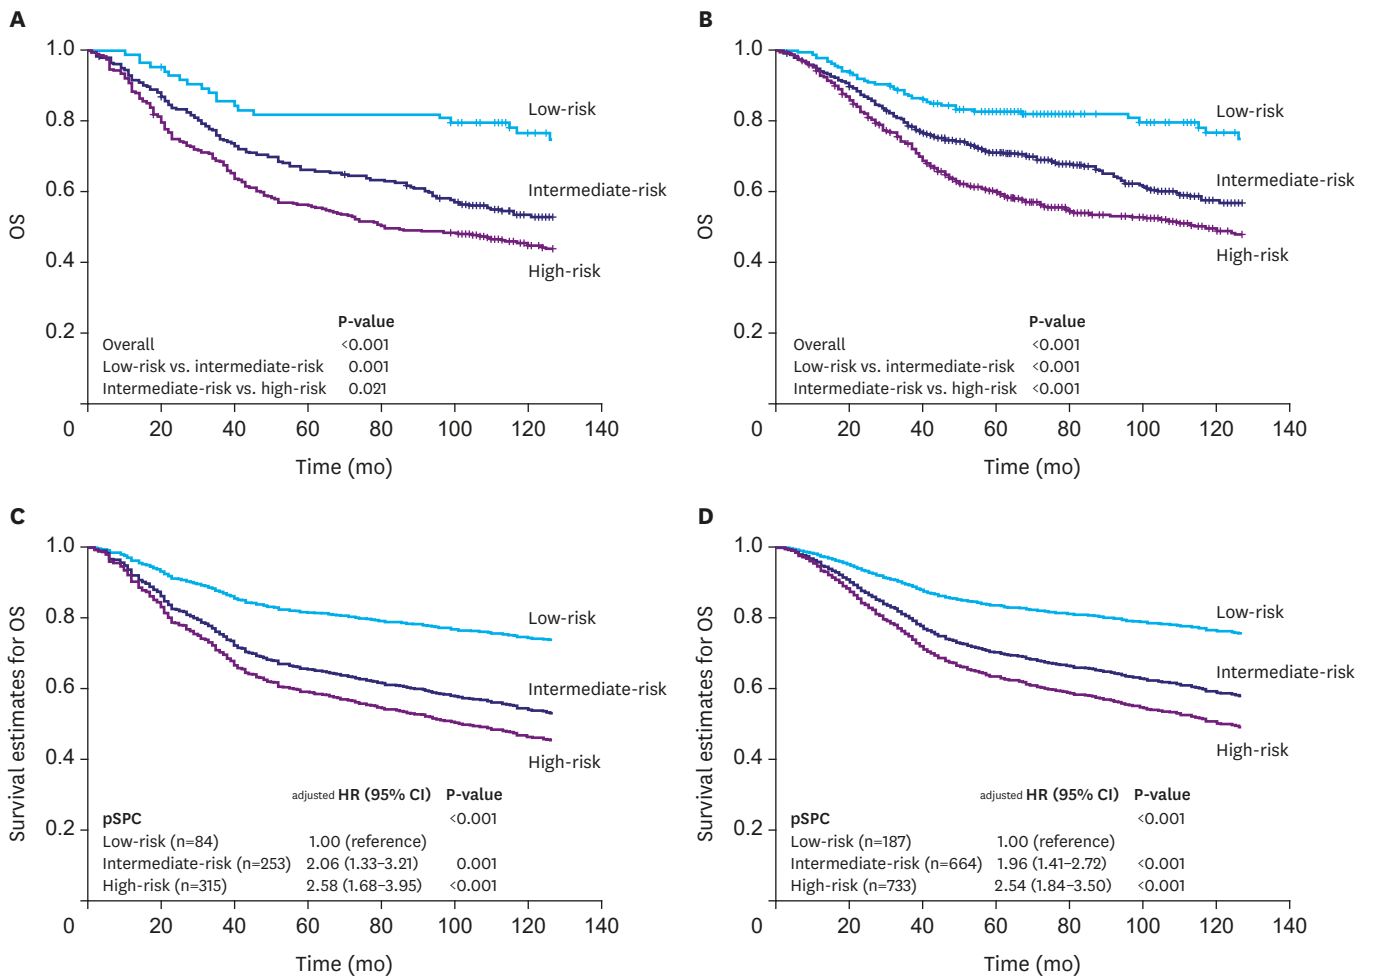 A
1.0
0.8
0.6
0.4
0.2
OS
Low-risk
Intermediate-risk
High-risk
P-value
Overall <0.001
Low-risk vs. intermediate-risk 0.001
Intermediate-risk vs. high-risk 0.021
0 20 40 60 80 100 120 140
Time (mo)
B
1.0
0.8
0.6
0.4
0.2
OS
Low-risk
Intermediate-risk
High-risk
P-value
Overall <0.001
Low-risk vs. intermediate-risk <0.001
Intermediate-risk vs. high-risk <0.001
0 20 40 60 80 100 120 140
Time (mo)
C
1.0
0.8
0.6
0.4
0.2
Survival estimates for OS
Low-risk
Intermediate-risk
High-risk
adjusted HR (95% CI) P-value
pSPC <0.001
Low-risk (n=84) 1.00 (reference)
Intermediate-risk (n=253) 2.06 (1.33–3.21) 0.001
High-risk (n=315) 2.58 (1.68–3.95) <0.001
0 20 40 60 80 100 120 140
Time (mo)
D
1.0
0.8
0.6
0.4
0.2
Survival estimates for OS
Low-risk
Intermediate-risk
High-risk
adjusted HR (95% CI) P-value
pSPC <0.001
Low-risk (n=187) 1.00 (reference)
Intermediate-risk (n=664) 1.96 (1.41–2.72) <0.001
High-risk (n=733) 2.54 (1.84–3.50) <0.001
0 20 40 60 80 100 120 140
Time (mo)